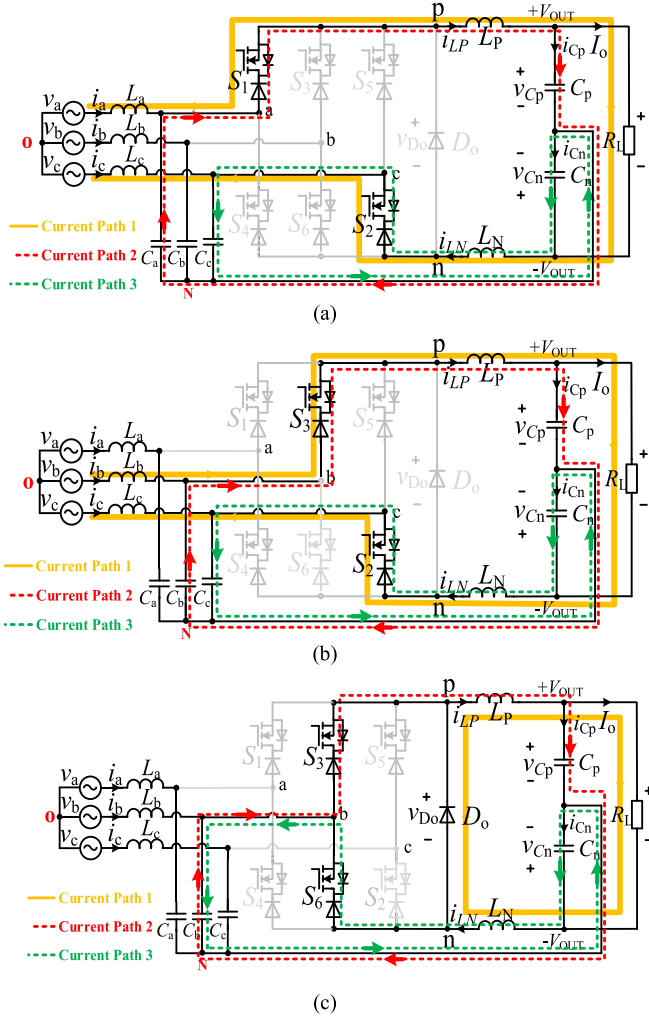 p +V_OUT
i_LP L_P i_Cp I_o
S_1 S_3 S_5
v_a i_a L_a a v_Cp C_p
+ − + −
v_b i_b L_b b v_Do D_o i_Cn R_L
O v_c i_c L_c c v_Cn C_n
S_4 S_6 S_2 i_LN L_N
Current Path 1
Current Path 2 C_a C_b C_c n -V_OUT
Current Path 3 N
(a)
p +V_OUT
i_LP L_P i_Cp I_o
S_1 S_3 S_5
v_a i_a L_a a v_Cp C_p
+ − + −
v_b i_b L_b b v_Do D_o i_Cn R_L
O v_c i_c L_c c v_Cn C_n
S_4 S_6 S_2 i_LN L_N
Current Path 1
Current Path 2 C_a C_b C_c n -V_OUT
Current Path 3 N
(b)
p +V_OUT
i_LP L_P i_Cp I_o
S_1 S_3 S_5
v_a i_a L_a a v_Cp C_p
+ − + −
v_b i_b L_b b v_Do D_o i_Cn R_L
O v_c i_c L_c c v_Cn C_n
S_4 S_6 S_2 i_LN L_N
Current Path 1
Current Path 2 C_a C_b C_c n -V_OUT
Current Path 3 N
(c)